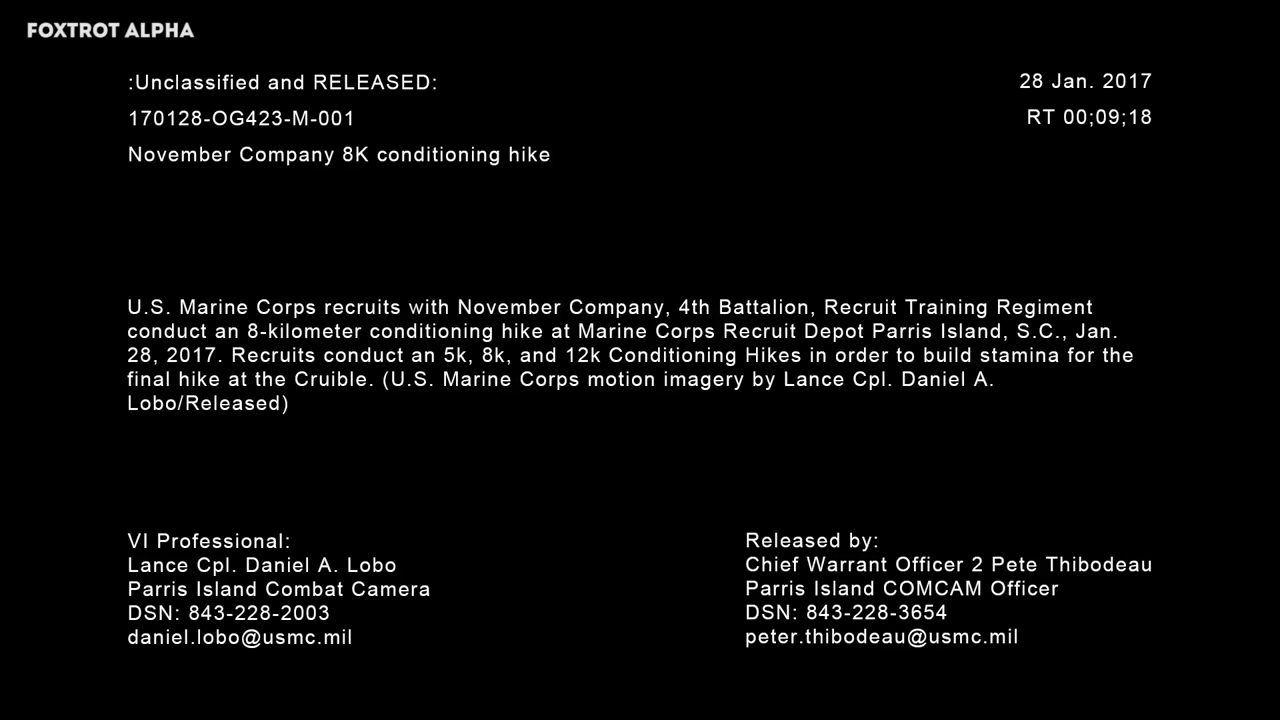 FOXTROT ALPHA
:Unclassified and RELEASED:
28 Jan. 2017
170128-OG423-M-001
RT 00;09;18
November Company 8K conditioning hike
U.S. Marine Corps recruits with November Company, 4th Battalion, Recruit Training Regiment
conduct an 8-kilometer conditioning hike at Marine Corps Recruit Depot Parris Island, S.C., Jan.
28, 2017. Recruits conduct an 5k, 8k, and 12k Conditioning Hikes in order to build stamina for the
final hike at the Cruible. (U.S. Marine Corps motion imagery by Lance Cpl. Daniel A.
Lobo/Released)
VI Professional:
Lance Cpl. Daniel A. Lobo
Parris Island Combat Camera
DSN: 843-228-2003
daniel.lobo@usmc.mil
Released by:
Chief Warrant Officer 2 Pete Thibodeau
Parris Island COMCAM Officer
DSN: 843-228-3654
peter.thibodeau@usmc.mil